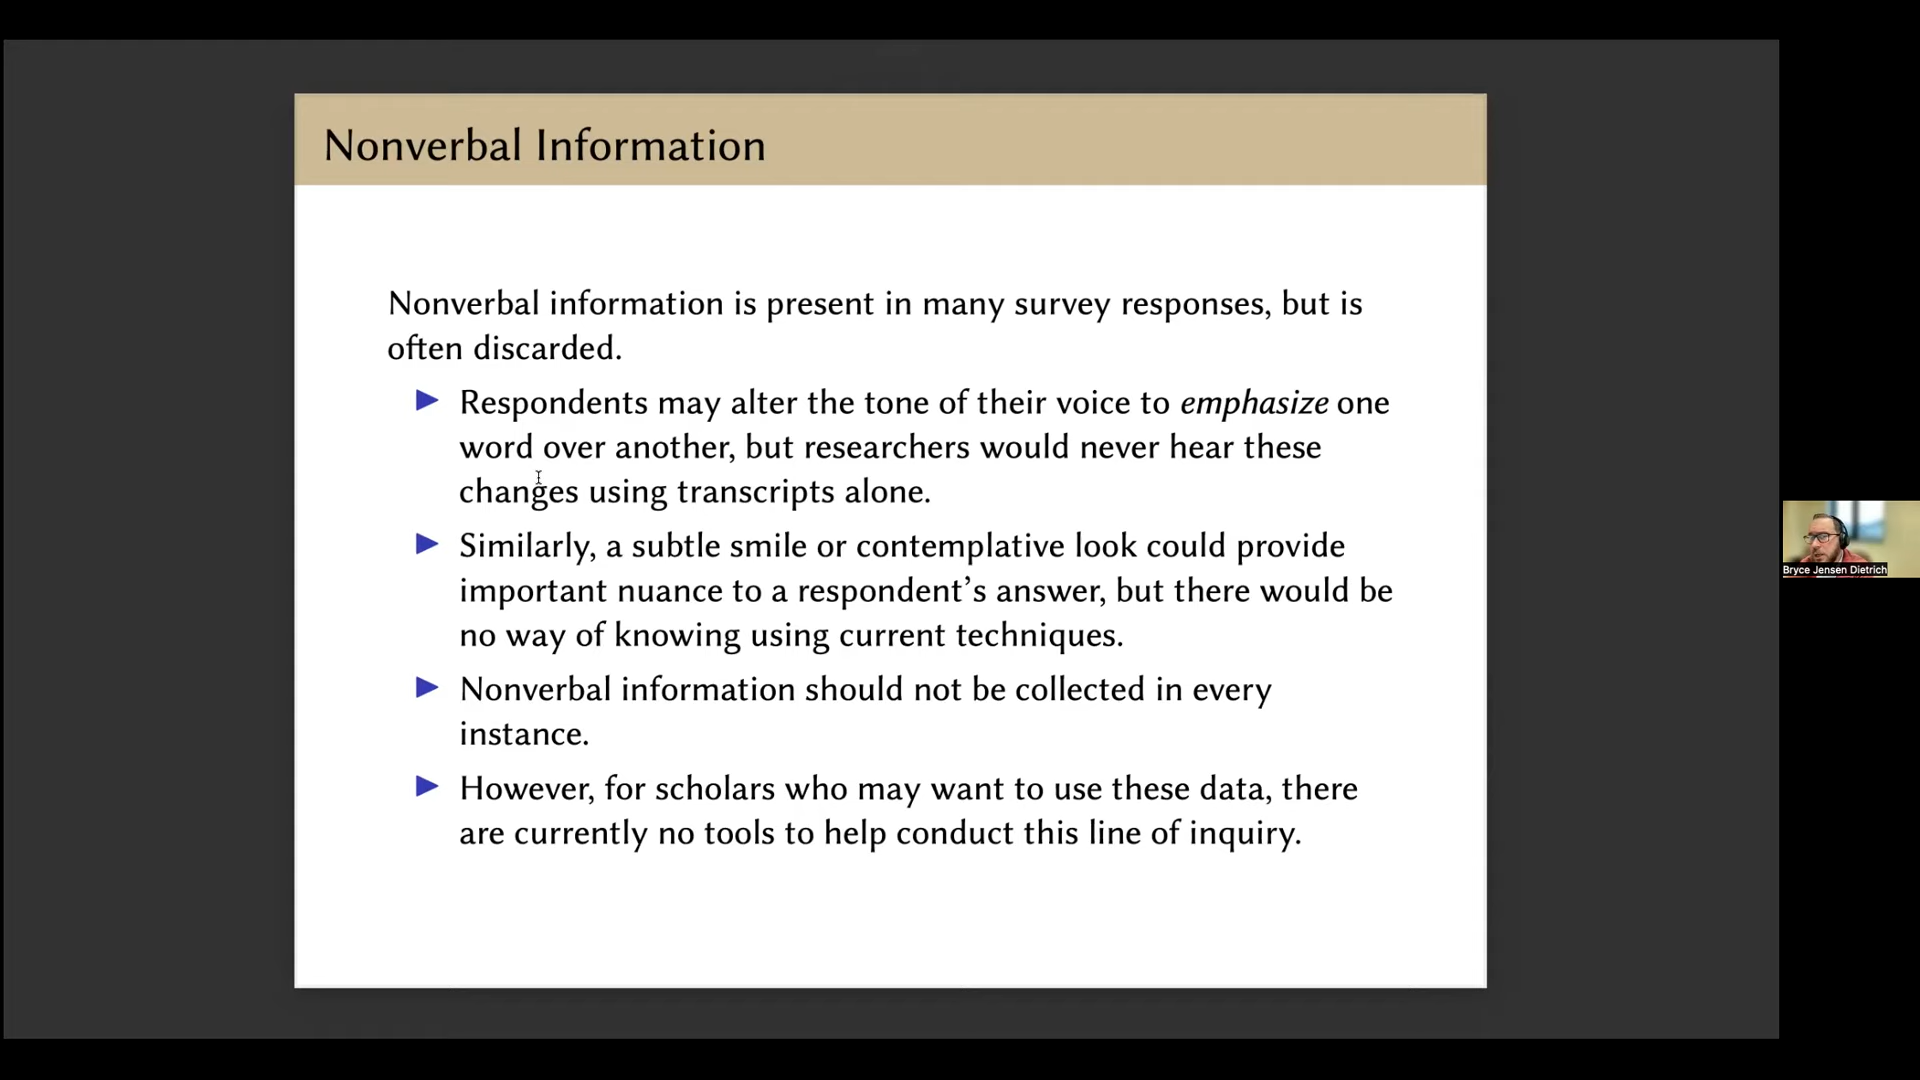 Nonverbal Information
Nonverbal information is present in many survey responses, but is
often discarded.
Respondents may alter the tone of their voice to emphasize one
word over another, but researchers would never hear these
changes using transcripts alone.
Similarly, a subtle smile or contemplative look could provide
important nuance to a respondent’s answer, but there would be
no way of knowing using current techniques.
Nonverbal information should not be collected in every
instance.
However, for scholars who may want to use these data, there
are currently no tools to help conduct this line of inquiry.
Bryce Jensen Dietrich